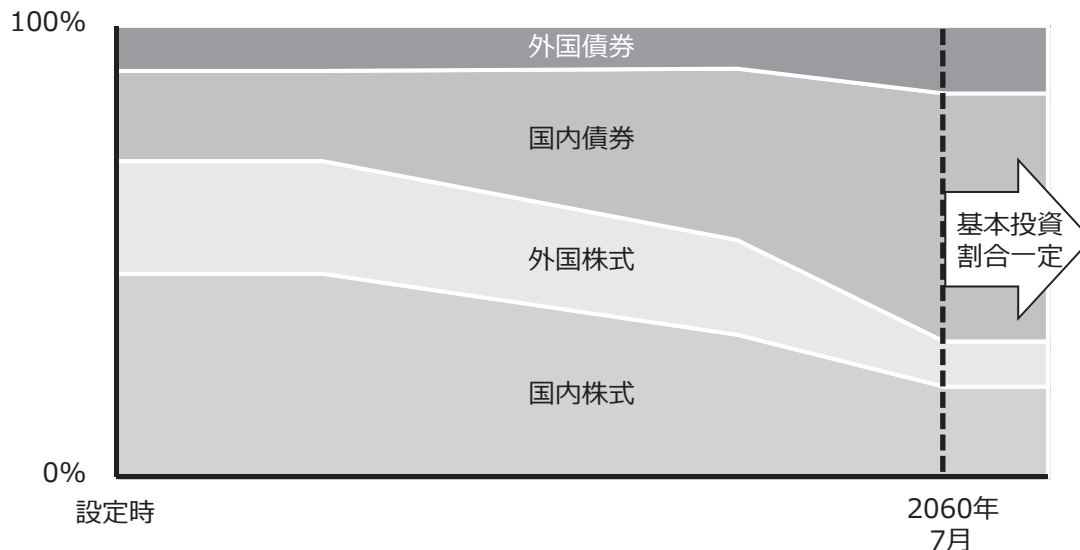 100%
外国債券
国内債券
外国株式
国内株式
基本投資
割合一定
0%
設定時
2060年
7月